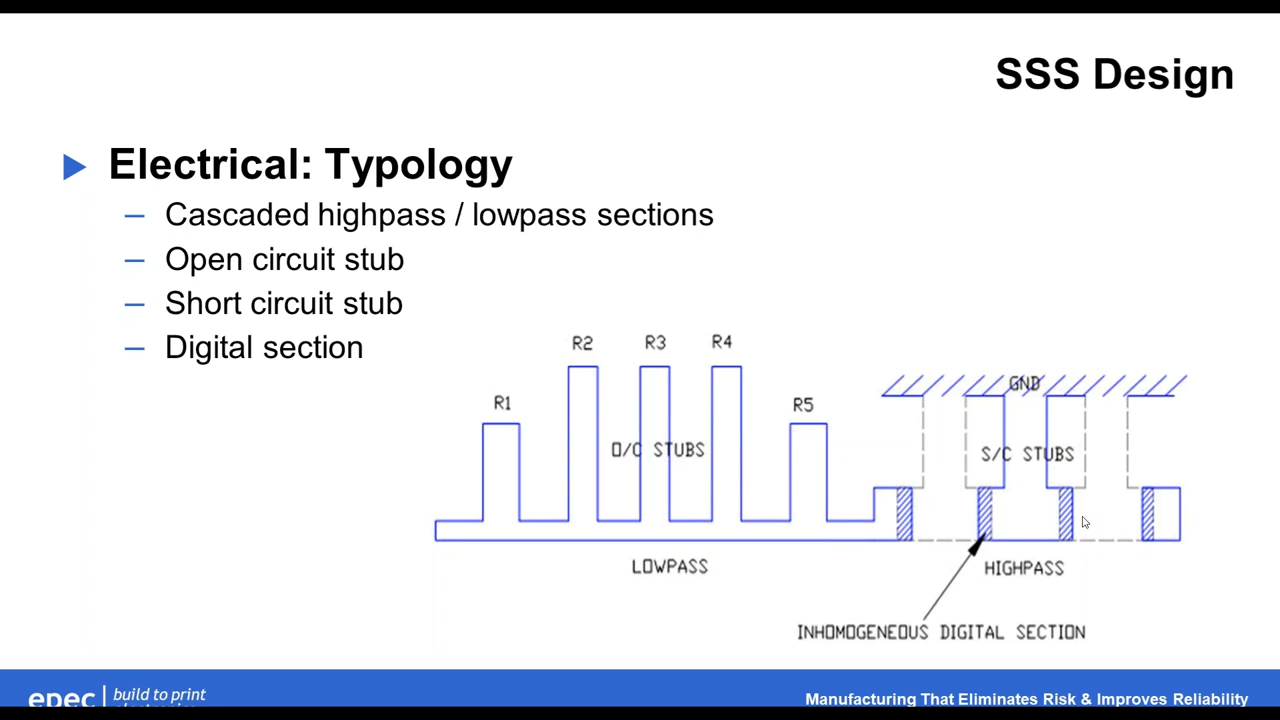 SSS Design
Electrical: Typology
– Cascaded highpass / lowpass sections
– Open circuit stub
– Short circuit stub
– Digital section
R1
R2
R3
R4
R5
O/C STUBS
GND
S/C STUBS
LOWPASS
HIGHPASS
INHOMOGENEOUS DIGITAL SECTION
epec
build to print
Manufacturing That Eliminates Risk & Improves Reliability